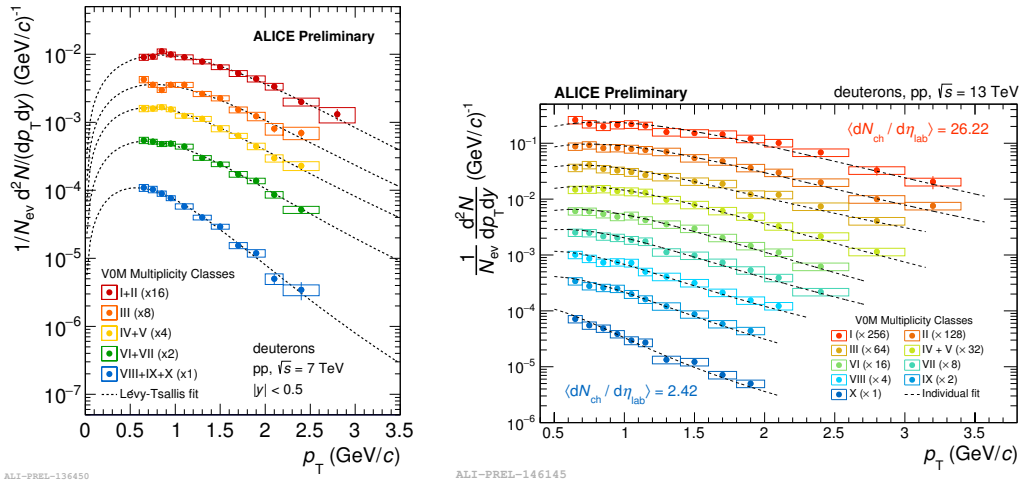 ALICE Preliminary
1/N_ev d²N/(dp_Tdy) (GeV/c)⁻¹
10⁻²
10⁻³
10⁻⁴
10⁻⁵
10⁻⁶
10⁻⁷
V0M Multiplicity Classes
I+II (x16)
III (x8)
IV+V (x4)
VI+VII (x2)
VIII+IX+X (x1)
Lévy-Tsallis fit
deuterons
pp, √s = 7 TeV
|y| < 0.5
0 0.5 1 1.5 2 2.5 3 3.5
p_T (GeV/c)
ALI-PREL-136450
ALICE Preliminary
deuterons, pp, √s = 13 TeV
1/N_ev d²N/dp_Tdy (GeV/c)⁻¹
⟨dN_ch / dη_lab⟩ = 26.22
10⁻¹
10⁻²
10⁻³
10⁻⁴
10⁻⁵
10⁻⁶
⟨dN_ch / dη_lab⟩ = 2.42
V0M Multiplicity Classes
I (× 256) II (× 128)
III (× 64) IV + V (× 32)
VI (× 16) VII (× 8)
VIII (× 4) IX (× 2)
X (× 1) Individual fit
0.5 1 1.5 2 2.5 3 3.5
p_T (GeV/c)
ALI-PREL-146145